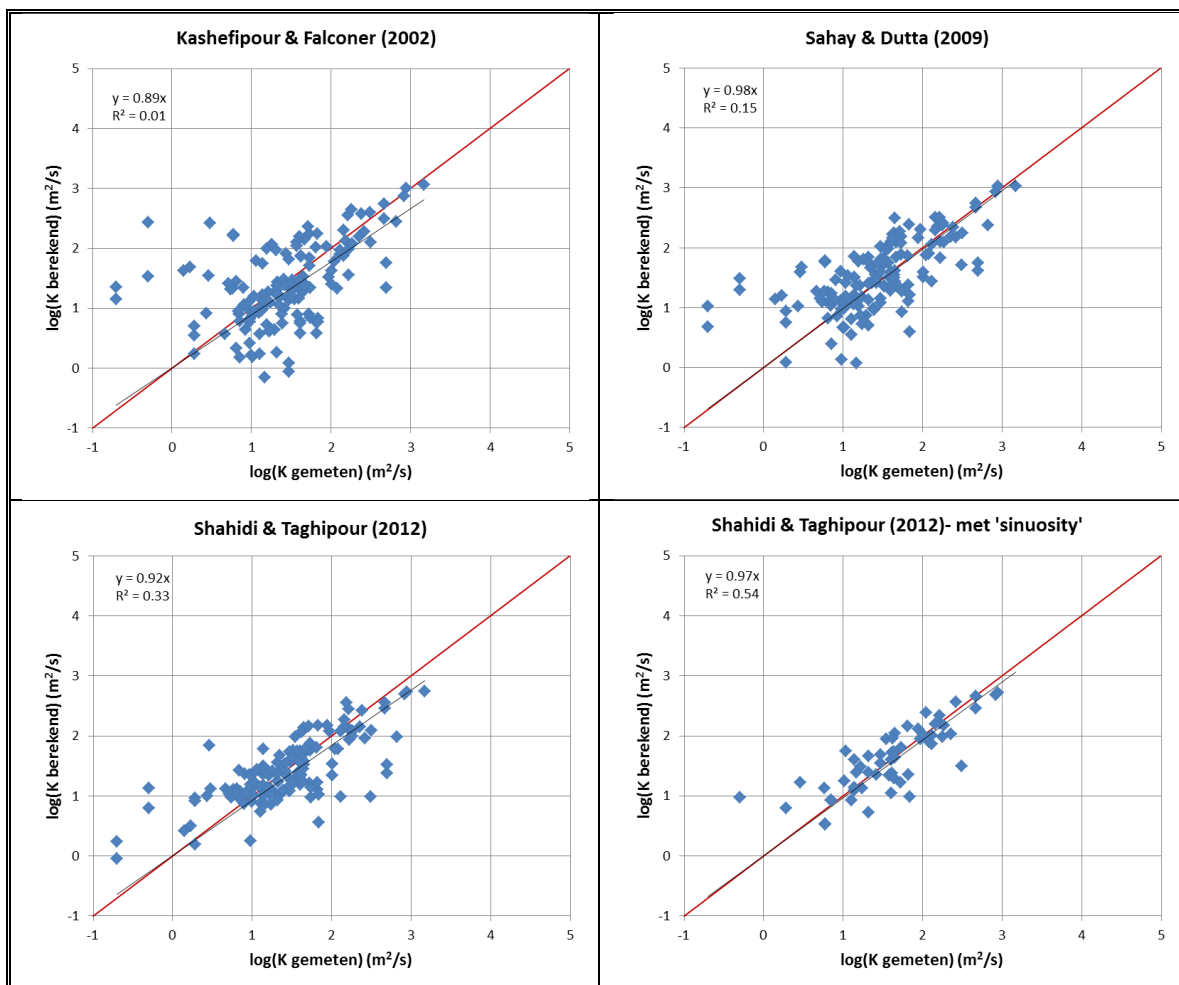 Kashefipour & Falconer (2002)
y = 0.89x
R² = 0.01
log(K berekend) (m²/s)
5
4
3
2
1
0
-1
-1 0 1 2 3 4 5
log(K gemeten) (m²/s)
Sahay & Dutta (2009)
y = 0.98x
R² = 0.15
log(K berekend) (m²/s)
5
4
3
2
1
0
-1
-1 0 1 2 3 4 5
log(K gemeten) (m²/s)
Shahidi & Taghipour (2012)
y = 0.92x
R² = 0.33
log(K berekend) (m²/s)
5
4
3
2
1
0
-1
-1 0 1 2 3 4 5
log(K gemeten) (m²/s)
Shahidi & Taghipour (2012)- met 'sinuosity'
y = 0.97x
R² = 0.54
log(K berekend) (m²/s)
5
4
3
2
1
0
-1
-1 0 1 2 3 4 5
log(K gemeten) (m²/s)